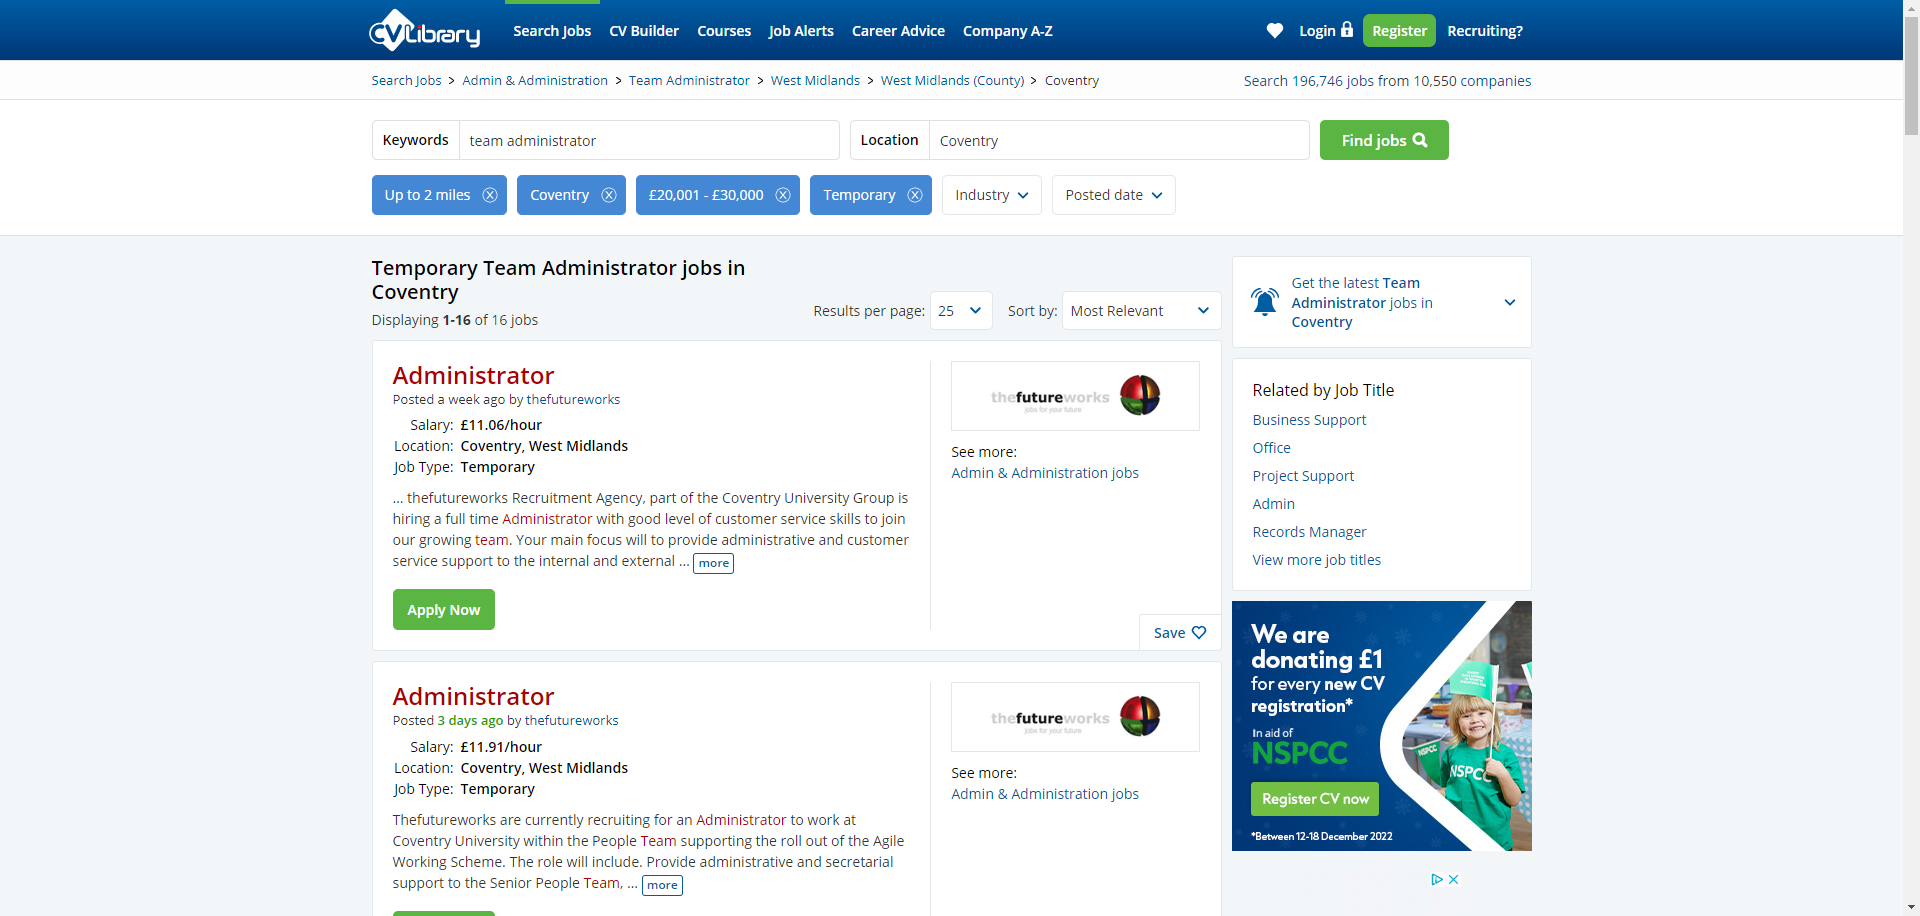 CVLibrary
Search Jobs
CV Builder
Courses
Job Alerts
Career Advice
Company A-Z
Login
Register
Recruiting?
Search Jobs > Admin & Administration > Team Administrator > West Midlands > West Midlands (County) > Coventry
Search 196,746 jobs from 10,550 companies
Keywords
team administrator
Location
Coventry
Find jobs
Up to 2 miles
Coventry
£20,001 - £30,000
Temporary
Industry
Posted date
Temporary Team Administrator jobs in
Coventry
Displaying 1-16 of 16 jobs
Results per page: 25
Sort by: Most Relevant
Administrator
Posted a week ago by thefutureworks
Salary: £11.06/hour
Location: Coventry, West Midlands
Job Type: Temporary
... thefutureworks Recruitment Agency, part of the Coventry University Group is
hiring a full time Administrator with good level of customer service skills to join
our growing team. Your main focus will to provide administrative and customer
service support to the internal and external ... more
Apply Now
thefutureworks
jobs for your future
See more:
Admin & Administration jobs
Save
Administrator
Posted 3 days ago by thefutureworks
Salary: £11.91/hour
Location: Coventry, West Midlands
Job Type: Temporary
Thefutureworks are currently recruiting for an Administrator to work at
Coventry University within the People Team supporting the roll out of the Agile
Working Scheme. The role will include. Provide administrative and secretarial
support to the Senior People Team, ... more
thefutureworks
jobs for your future
See more:
Admin & Administration jobs
Get the latest Team
Administrator jobs in
Coventry
Related by Job Title
Business Support
Office
Project Support
Admin
Records Manager
View more job titles
We are
donating £1
for every new CV
registration*
In aid of
NSPCC
Register CV now
*Between 12-18 December 2022
NSPCC
NSPCC